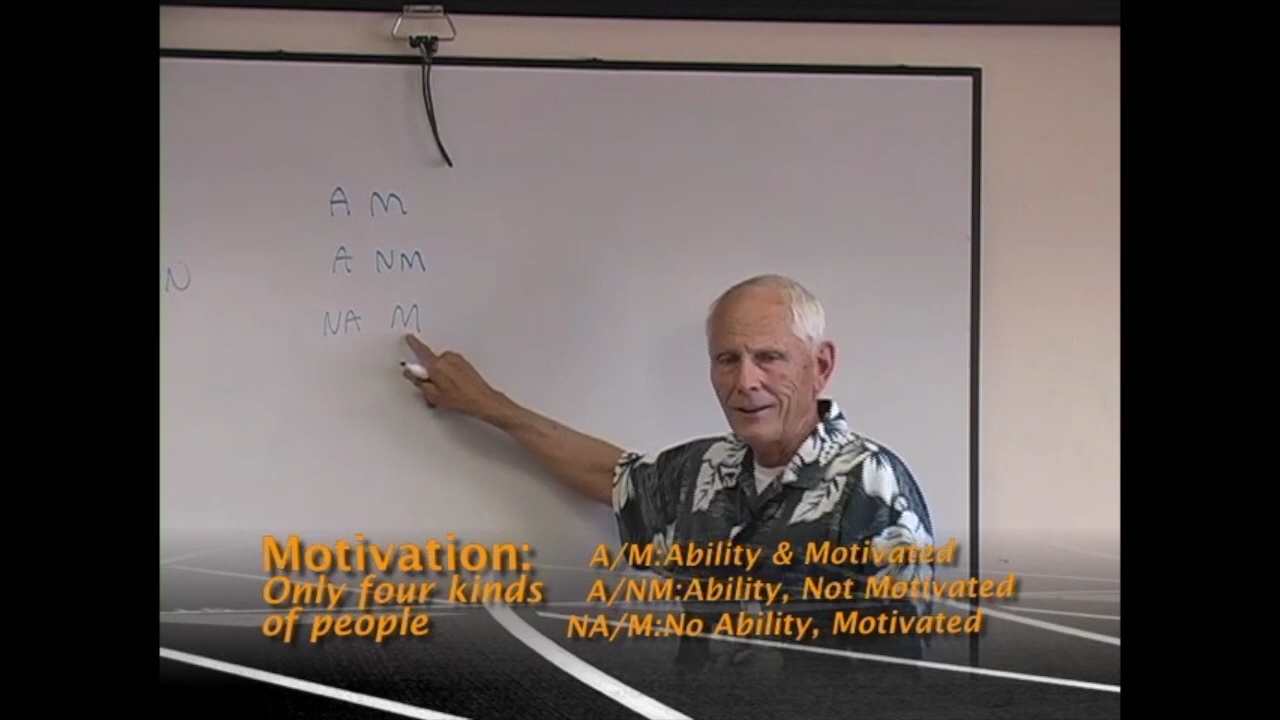 A M
A NM
N
NA M
Motivation:
Only four kinds
of people
A/M:Ability & Motivated
A/NM:Ability, Not Motivated
NA/M:No Ability, Motivated